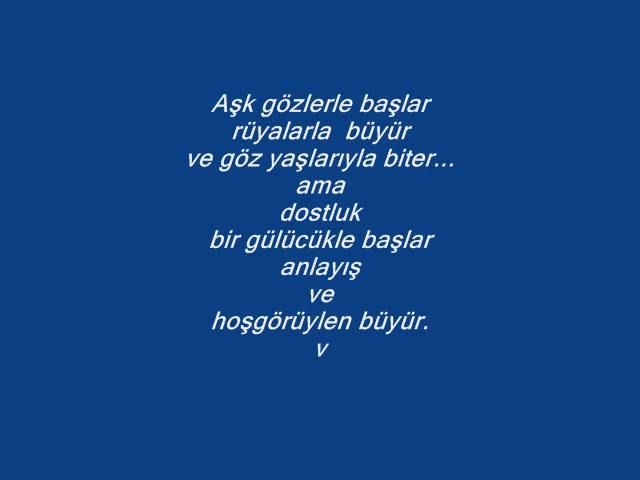 Aşk gözlerle başlar
rüyalarla  büyür
ve göz yaşlarıyla biter...
ama
dostluk
bir gülücükle başlar
anlayış
ve
hoşgörüylen büyür.
v